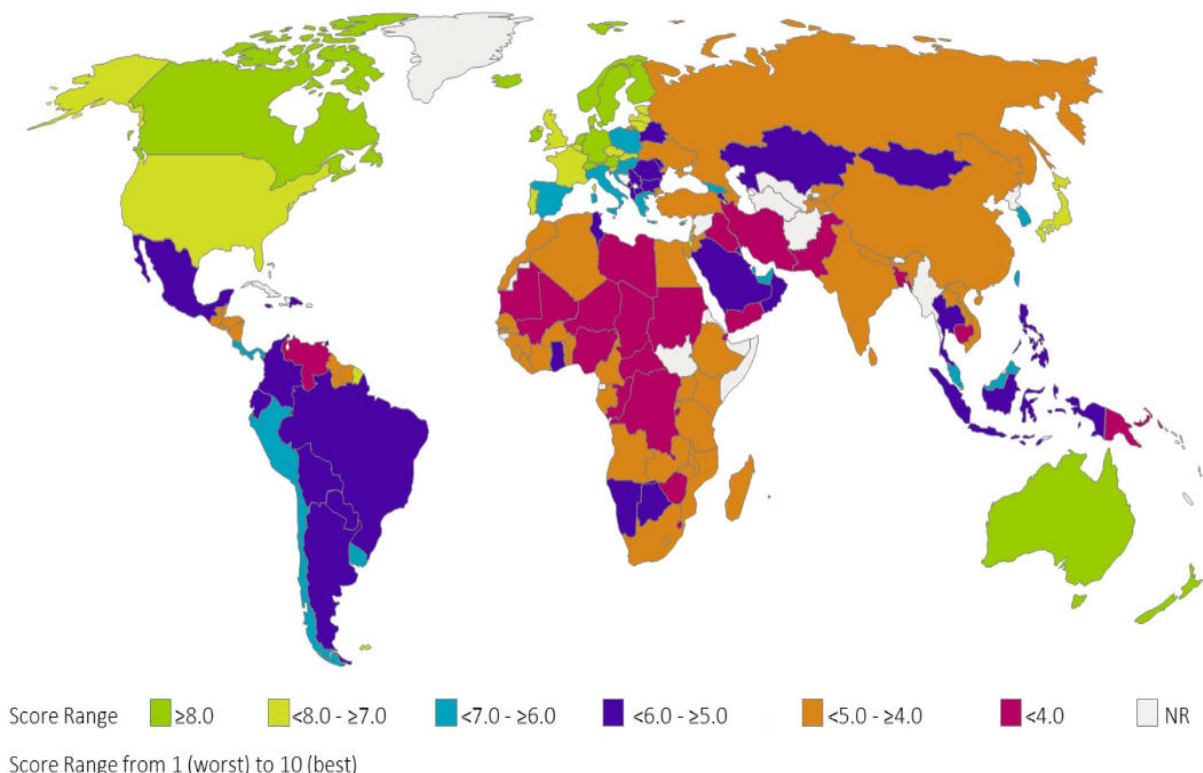 Score Range ≥8.0 <8.0 - ≥7.0 <7.0 - ≥6.0 <6.0 - ≥5.0 <5.0 - ≥4.0 <4.0 NR
Score Range from 1 (worst) to 10 (best)